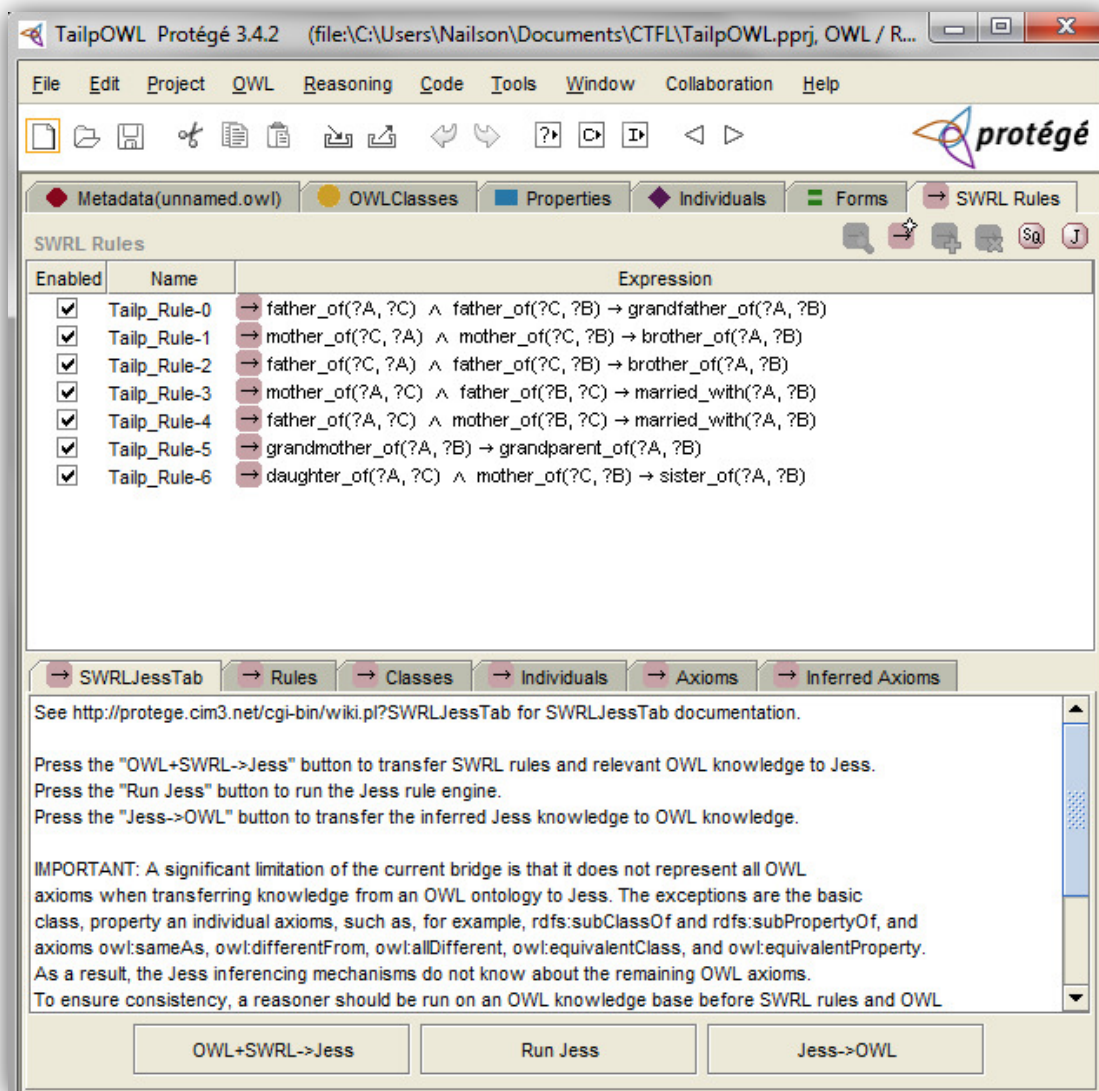 TailpOWL Protégé 3.4.2 (file:\C:\Users\Nailson\Documents\CTFL\TailpOWL.pprj, OWL / R...
File Edit Project OWL Reasoning Code Tools Window Collaboration Help
protégé
Metadata(unnamed.owl) OWLClasses Properties Individuals Forms → SWRL Rules
SWRL Rules SQ J
Enabled Name Expression
Tailp_Rule-0 → father_of(?A, ?C) ∧ father_of(?C, ?B) → grandfather_of(?A, ?B)
Tailp_Rule-1 → mother_of(?C, ?A) ∧ mother_of(?C, ?B) → brother_of(?A, ?B)
Tailp_Rule-2 → father_of(?C, ?A) ∧ father_of(?C, ?B) → brother_of(?A, ?B)
Tailp_Rule-3 → mother_of(?A, ?C) ∧ father_of(?B, ?C) → married_with(?A, ?B)
Tailp_Rule-4 → father_of(?A, ?C) ∧ mother_of(?B, ?C) → married_with(?A, ?B)
Tailp_Rule-5 → grandmother_of(?A, ?B) → grandparent_of(?A, ?B)
Tailp_Rule-6 → daughter_of(?A, ?C) ∧ mother_of(?C, ?B) → sister_of(?A, ?B)
→ SWRLJessTab → Rules → Classes → Individuals → Axioms → Inferred Axioms
See http://protege.cim3.net/cgi-bin/wiki.pl?SWRLJessTab for SWRLJessTab documentation.
Press the "OWL+SWRL->Jess" button to transfer SWRL rules and relevant OWL knowledge to Jess.
Press the "Run Jess" button to run the Jess rule engine.
Press the "Jess->OWL" button to transfer the inferred Jess knowledge to OWL knowledge.
IMPORTANT: A significant limitation of the current bridge is that it does not represent all OWL
axioms when transferring knowledge from an OWL ontology to Jess. The exceptions are the basic
class, property an individual axioms, such as, for example, rdfs:subClassOf and rdfs:subPropertyOf, and
axioms owl:sameAs, owl:differentFrom, owl:allDifferent, owl:equivalentClass, and owl:equivalentProperty.
As a result, the Jess inferencing mechanisms do not know about the remaining OWL axioms.
To ensure consistency, a reasoner should be run on an OWL knowledge base before SWRL rules and OWL
OWL+SWRL->Jess Run Jess Jess->OWL